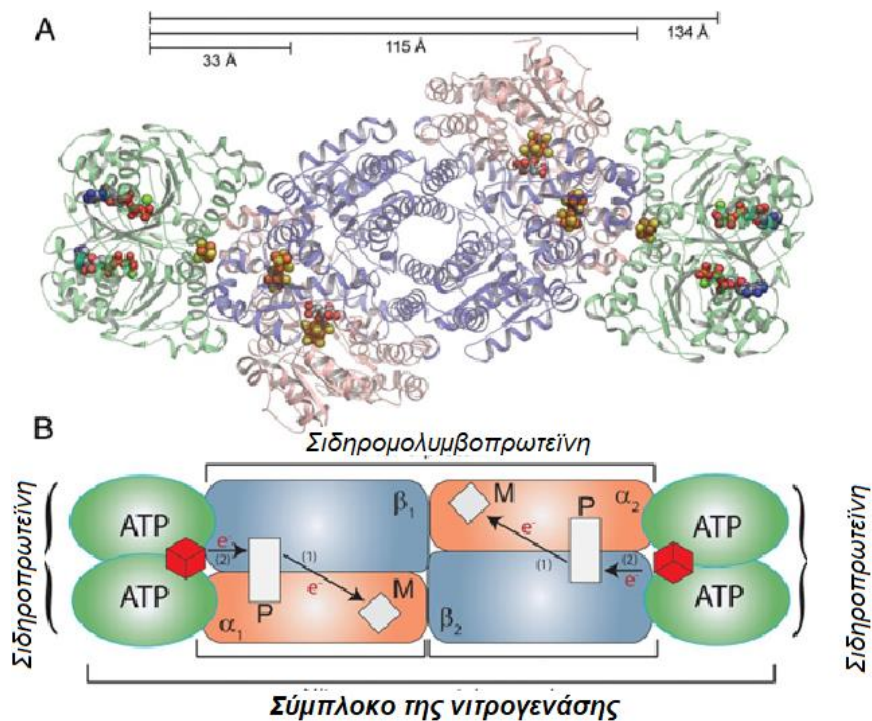 A
134 Å
115 Å
33 Å
B
Σιδηρομολυμβοπρωτεΐνη
Σιδηροπρωτεΐνη
ATP
ATP
e-
(2)
P
(1)
e-
M
β1
α1
M
e-
(1)
P
α2
(2)
e-
β2
ATP
ATP
Σιδηροπρωτεΐνη
Σύμπλοκο της νιτρογενάσης